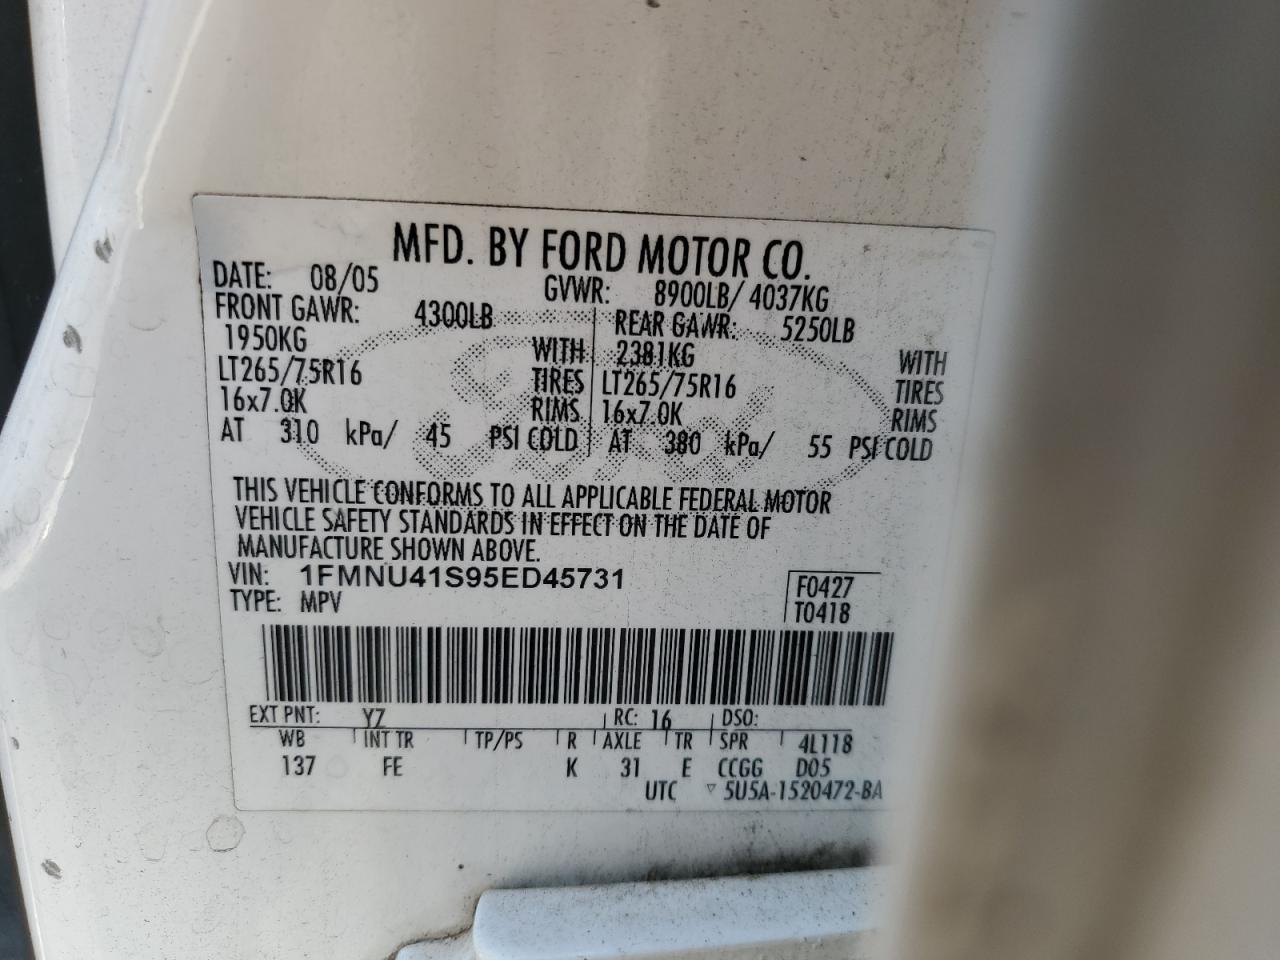 MFD. BY FORD MOTOR CO.
DATE: 08/05 GVWR: 8900LB/ 4037KG
FRONT GAWR: 4300LB REAR GAWR: 5250LB
1950KG WITH 2381KG WITH
LT265/75R16 TIRES LT265/75R16 TIRES
16x7.0K RIMS 16x7.0K RIMS
AT 310 kPa/ 45 PSI COLD AT 380 kPa/ 55 PSI COLD
THIS VEHICLE CONFORMS TO ALL APPLICABLE FEDERAL MOTOR
VEHICLE SAFETY STANDARDS IN EFFECT ON THE DATE OF
MANUFACTURE SHOWN ABOVE.
VIN: 1FMNU41S95ED45731
TYPE: MPV
F0427
T0418
EXT PNT: YZ RC: 16 DSO:
WB INT TR TP/PS R AXLE TR SPR 4L118
137 FE K 31 E CCGG D05
UTC ▽ 5U5A-1520472-BA